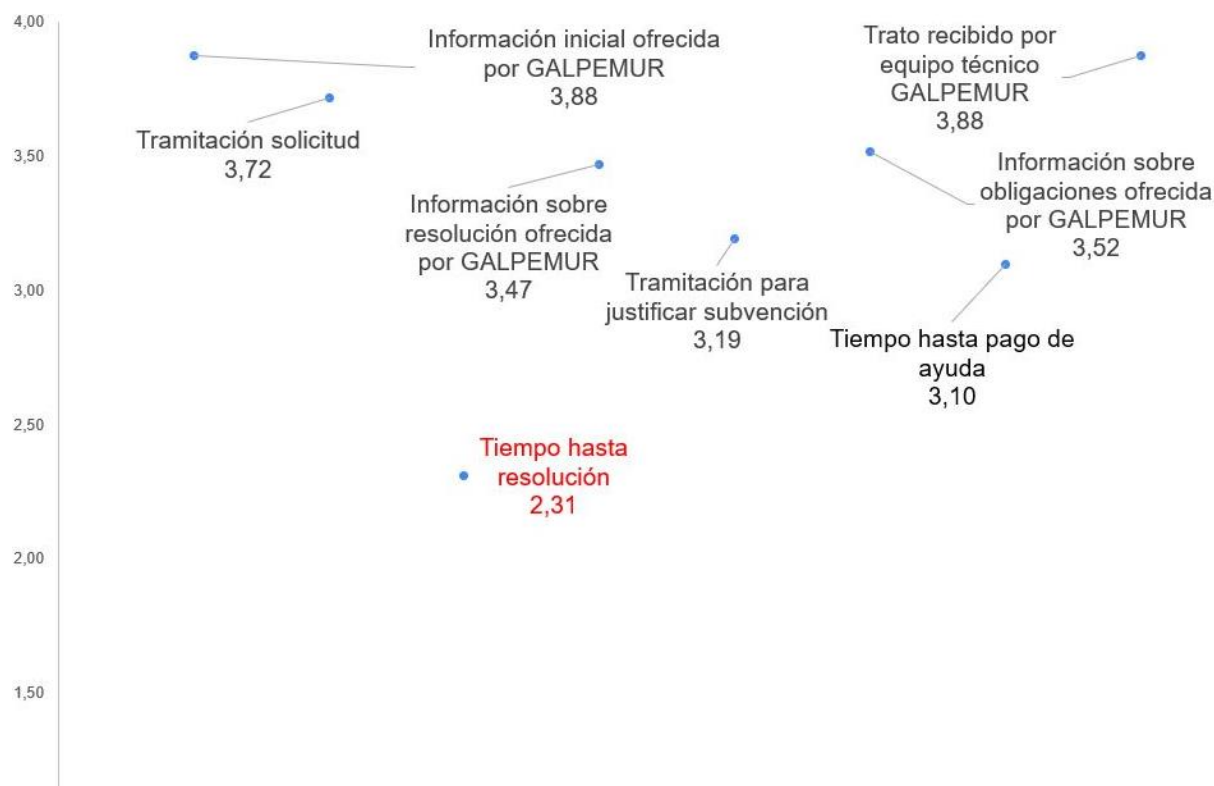 4,00
Información inicial ofrecida
por GALPEMUR
3,88
Trato recibido por
equipo técnico
GALPEMUR
3,88
Tramitación solicitud
3,72
3,50
Información sobre
obligaciones ofrecida
por GALPEMUR
3,52
Información sobre
resolución ofrecida
por GALPEMUR
3,47
3,00
Tramitación para
justificar subvención
3,19
Tiempo hasta pago de
ayuda
3,10
2,50
Tiempo hasta
resolución
2,31
2,00
1,50